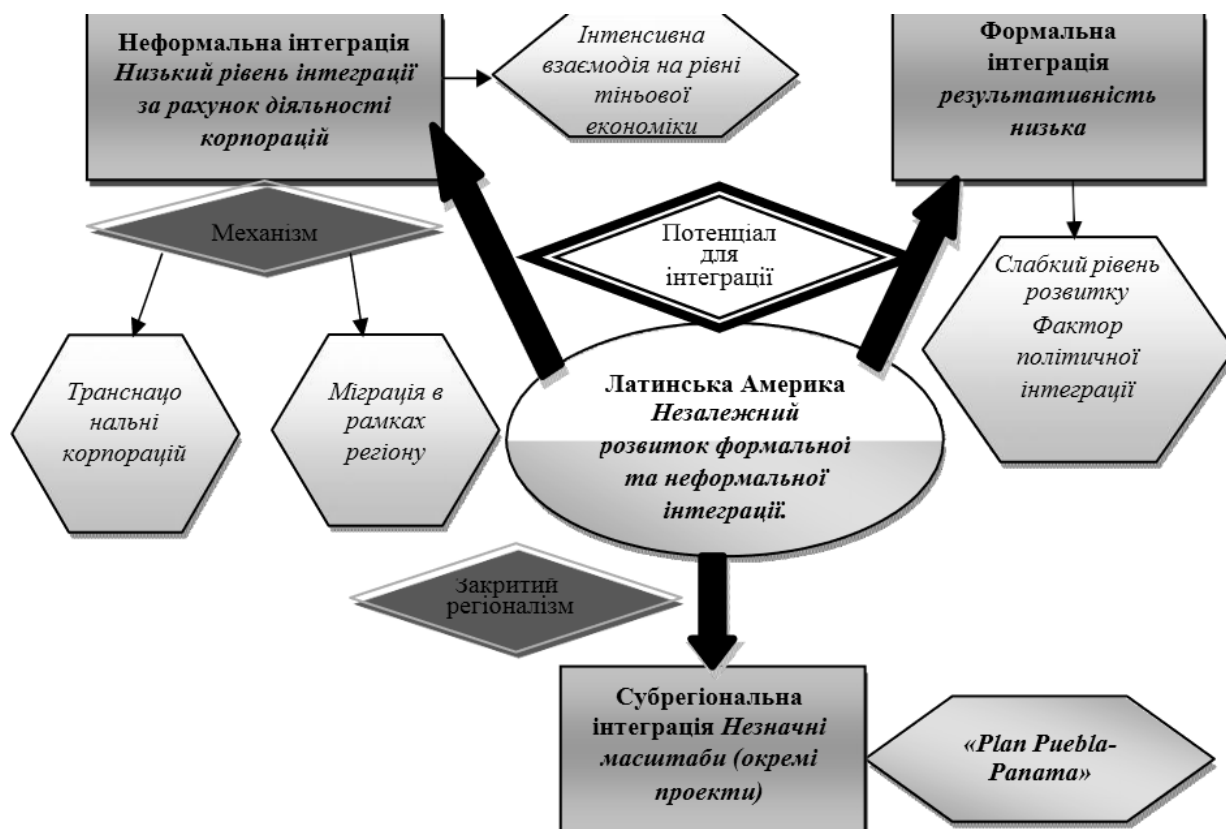 Неформальна інтеграція
Низький рівень інтеграції
за рахунок діяльності
корпорацій
Інтенсивна
взаємодія на рівні
тіньової
економіки
Формальна
інтеграція
результативність
низька
Механізм
Потенціал
для
інтеграції
Слабкий рівень
розвитку
Фактор
політичної
інтеграції
Транснацо
нальні
корпорацій
Міграція в
рамках
регіону
Латинська Америка
Незалежний
розвиток формальної
та неформальної
інтеграції.
Закритий
регіоналізм
Субрегіональна
інтеграція Незначні
масштаби (окремі
проекти)
«Plan Puebla-
Panama»